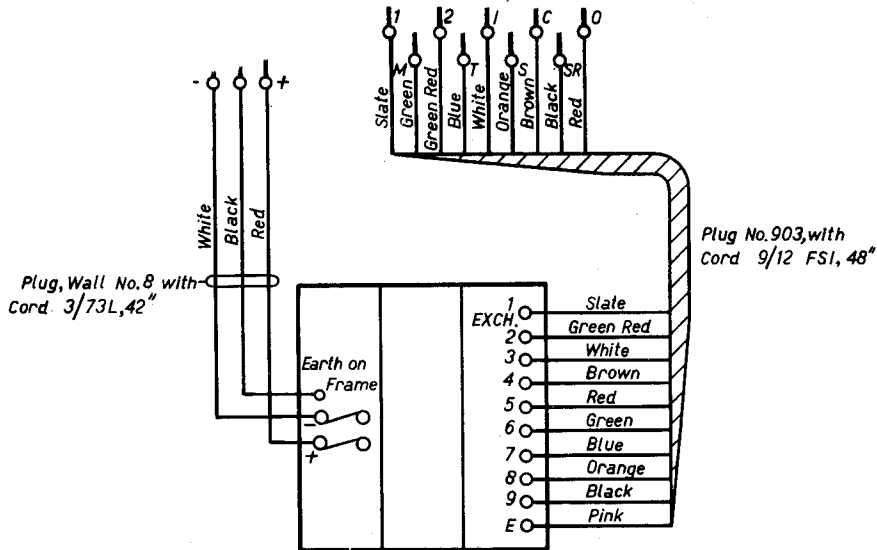 1 2 I C O
M T S SR
Slate
Green
Green Red
Blue
White
Orange
Brown
Black
Red
- +
White
Black
Red
Plug, Wall No.8 with
Cord 3/73L, 42"
Plug No.903, with
Cord 9/12 FSI, 48"
Earth on
Frame
-
+
EXCH.
1 Slate
2 Green Red
3 White
4 Brown
5 Red
6 Green
7 Blue
8 Orange
9 Black
E Pink